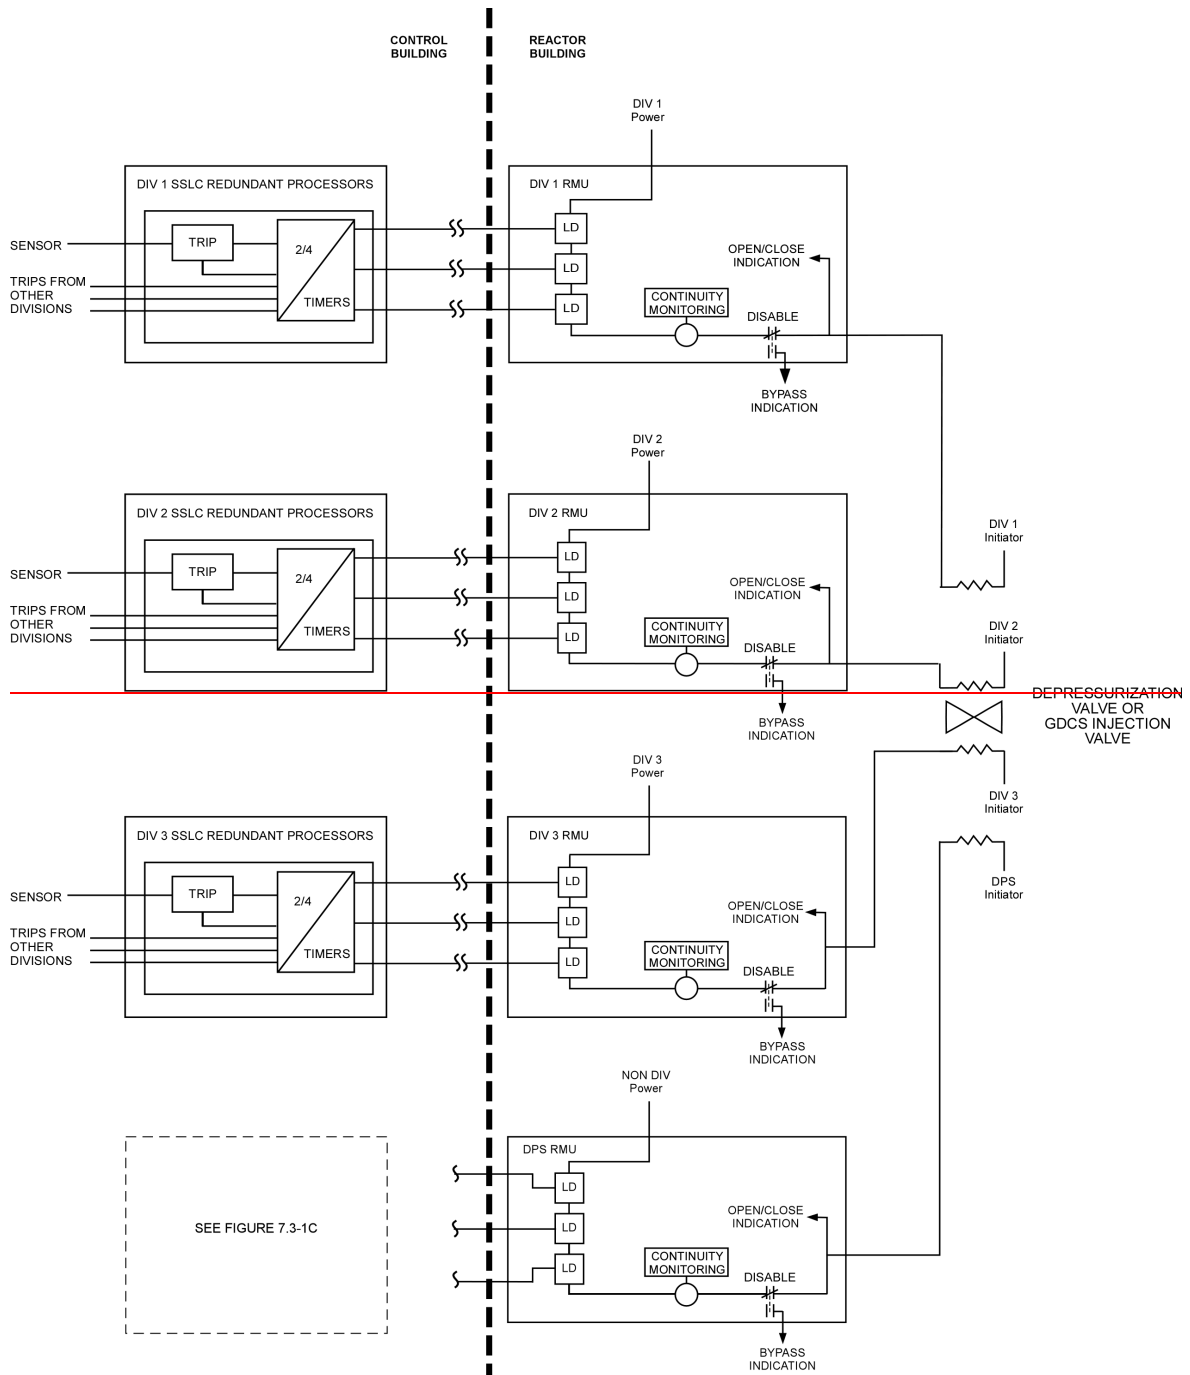 CONTROL
BUILDING
REACTOR
BUILDING
DIV 1
Power
DIV 1 SSLC REDUNDANT PROCESSORS
DIV 1 RMU
SENSOR
TRIP
2/4
TIMERS
TRIPS FROM
OTHER
DIVISIONS
LD
LD
LD
OPEN/CLOSE
INDICATION
CONTINUITY
MONITORING
DISABLE
BYPASS
INDICATION
DIV 2
Power
DIV 2 SSLC REDUNDANT PROCESSORS
DIV 2 RMU
SENSOR
TRIP
2/4
TIMERS
TRIPS FROM
OTHER
DIVISIONS
LD
LD
LD
OPEN/CLOSE
INDICATION
CONTINUITY
MONITORING
DISABLE
BYPASS
INDICATION
DIV 1
Initiator
DIV 2
Initiator
DEPRESSURIZATION
VALVE OR
GDCS INJECTION
VALVE
DIV 3
Initiator
DPS
Initiator
DIV 3
Power
DIV 3 SSLC REDUNDANT PROCESSORS
DIV 3 RMU
SENSOR
TRIP
2/4
TIMERS
TRIPS FROM
OTHER
DIVISIONS
LD
LD
LD
OPEN/CLOSE
INDICATION
CONTINUITY
MONITORING
DISABLE
BYPASS
INDICATION
NON DIV
Power
SEE FIGURE 7.3-1C
DPS RMU
LD
LD
LD
OPEN/CLOSE
INDICATION
CONTINUITY
MONITORING
DISABLE
BYPASS
INDICATION